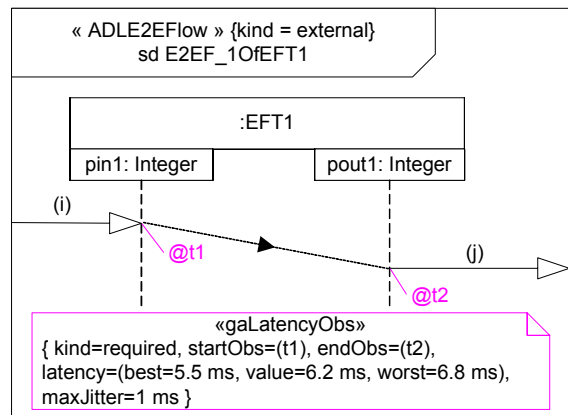 « ADLE2EFlow » {kind = external}
sd E2EF_1OfEFT1
:EFT1
pin1: Integer
pout1: Integer
(i)
@t1
(j)
@t2
«gaLatencyObs»
{ kind=required, startObs=(t1), endObs=(t2),
latency=(best=5.5 ms, value=6.2 ms, worst=6.8 ms),
maxJitter=1 ms }